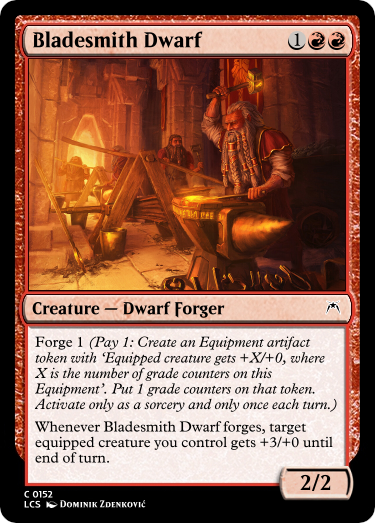 Bladesmith Dwarf 1
Creature — Dwarf Forger
Forge 1 (Pay 1: Create an Equipment artifact
token with ‘Equipped creature gets +X/+0, where
X is the number of grade counters on this
Equipment’. Put 1 grade counters on that token.
Activate only as a sorcery and only once each turn.)
Whenever Bladesmith Dwarf forges, target
equipped creature you control gets +3/+0 until
end of turn.
2/2
C 0152
LCS Dominik Zdenković